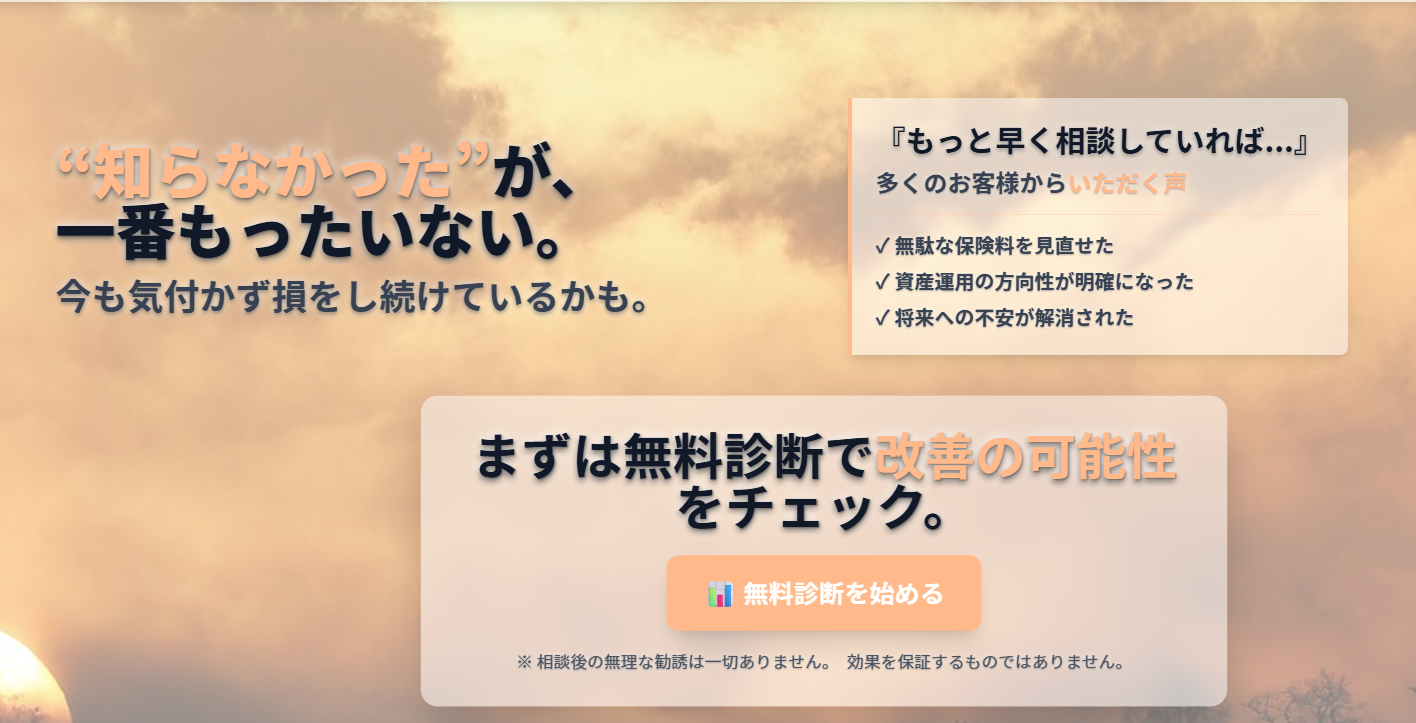 “知らなかった”が、
一番もったいない。
今も気付かず損をし続けているかも。
『もっと早く相談していれば…』
多くのお客様からいただく声
✓ 無駄な保険料を見直せた
✓ 資産運用の方向性が明確になった
✓ 将来への不安が解消された
まずは無料診断で改善の可能性
をチェック。
📊 無料診断を始める
※ 相談後の無理な勧誘は一切ありません。 効果を保証するものではありません。